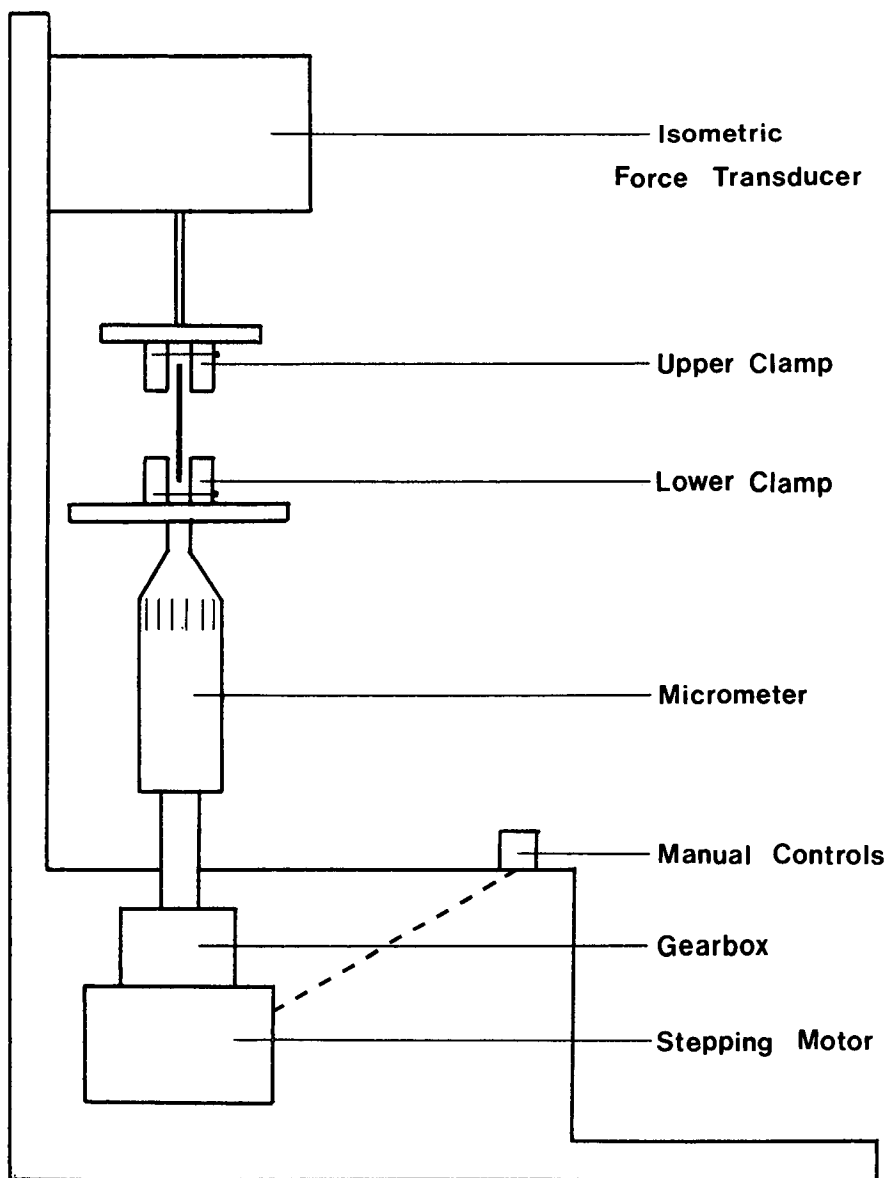 Isometric
Force Transducer
Upper Clamp
Lower Clamp
Micrometer
Manual Controls
Gearbox
Stepping Motor